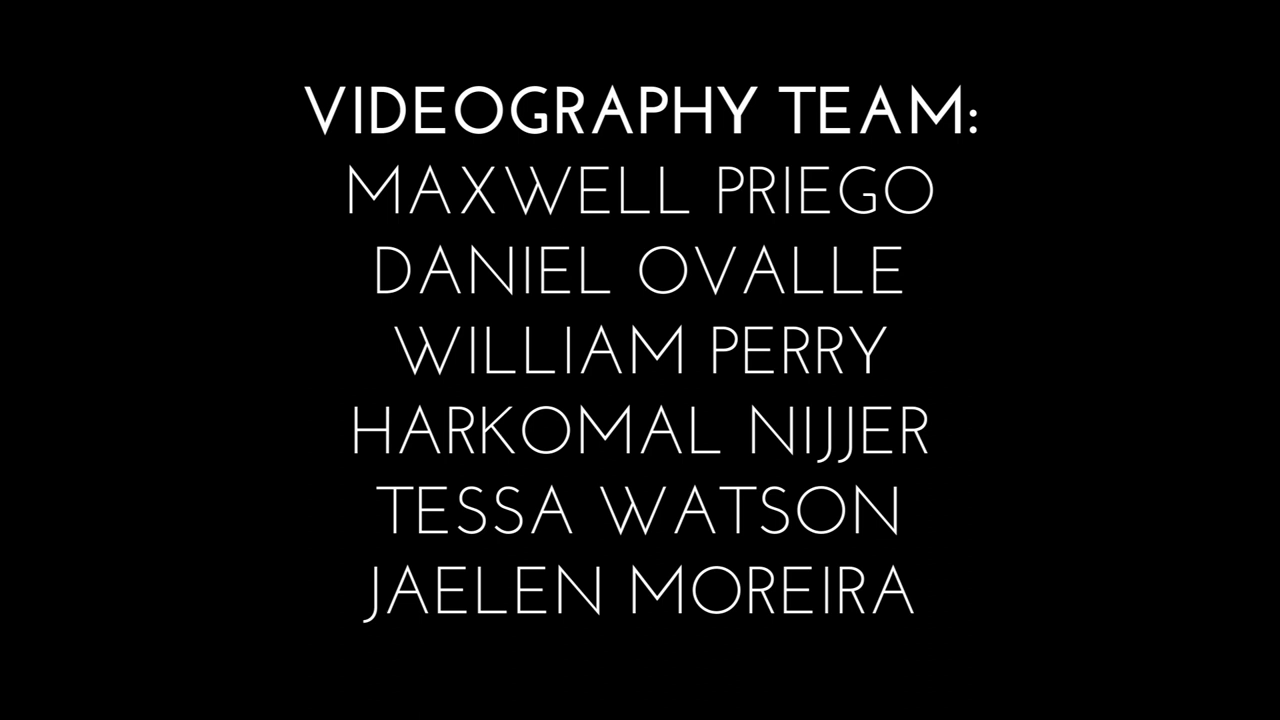 VIDEOGRAPHY TEAM:
MAXWELL PRIEGO
DANIEL OVALLE
WILLIAM PERRY
HARKOMAL NIJJER
TESSA WATSON
JAELEN MOREIRA